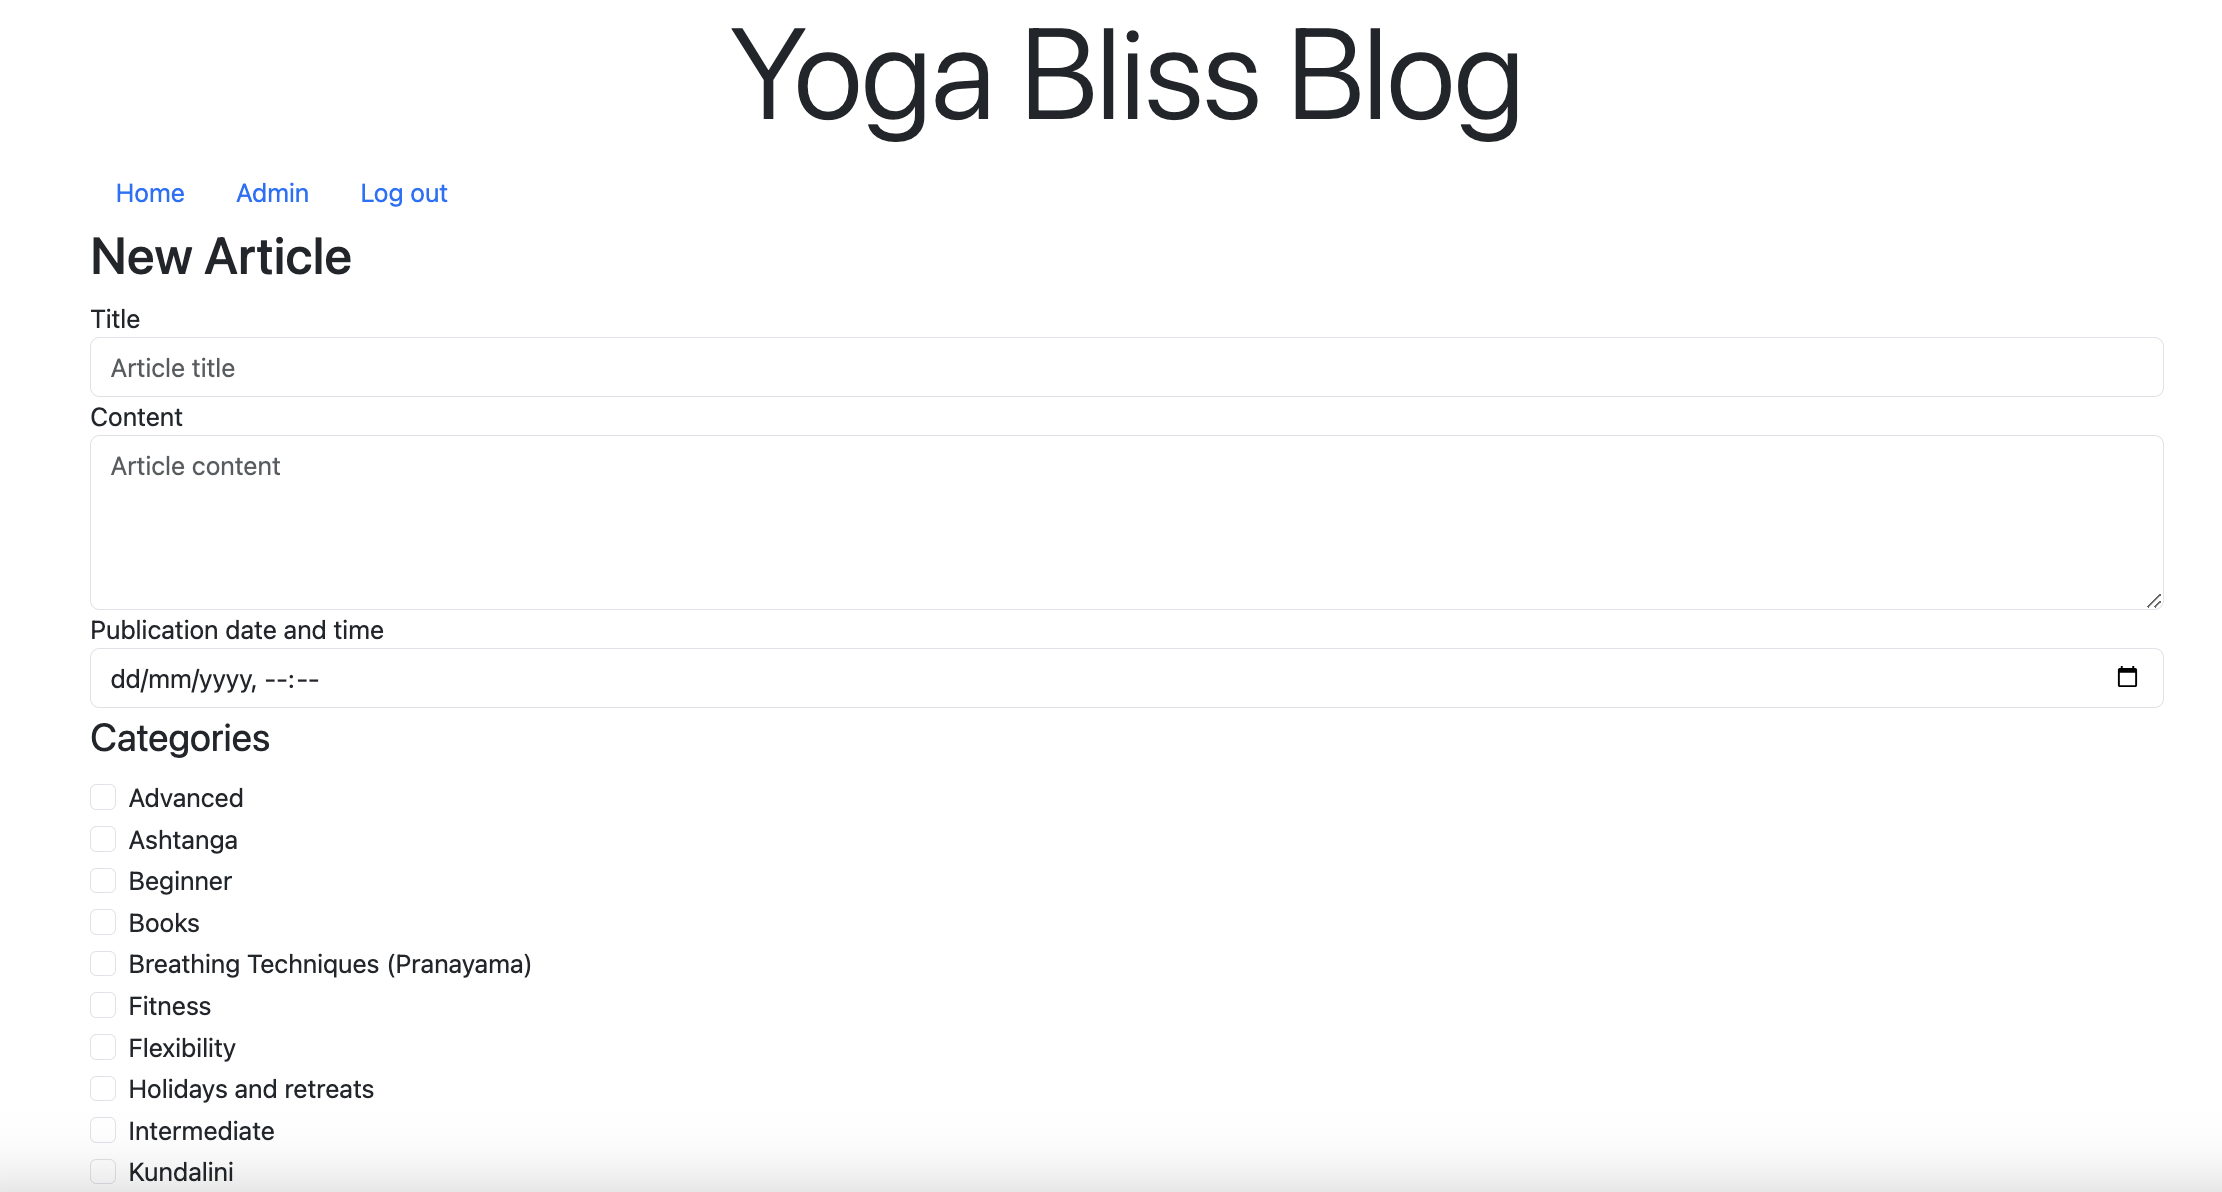 Yoga Bliss Blog
Home Admin Log out
New Article
Title
Article title
Content
Article content
Publication date and time
dd/mm/yyyy, --:--
Categories
Advanced
Ashtanga
Beginner
Books
Breathing Techniques (Pranayama)
Fitness
Flexibility
Holidays and retreats
Intermediate
Kundalini